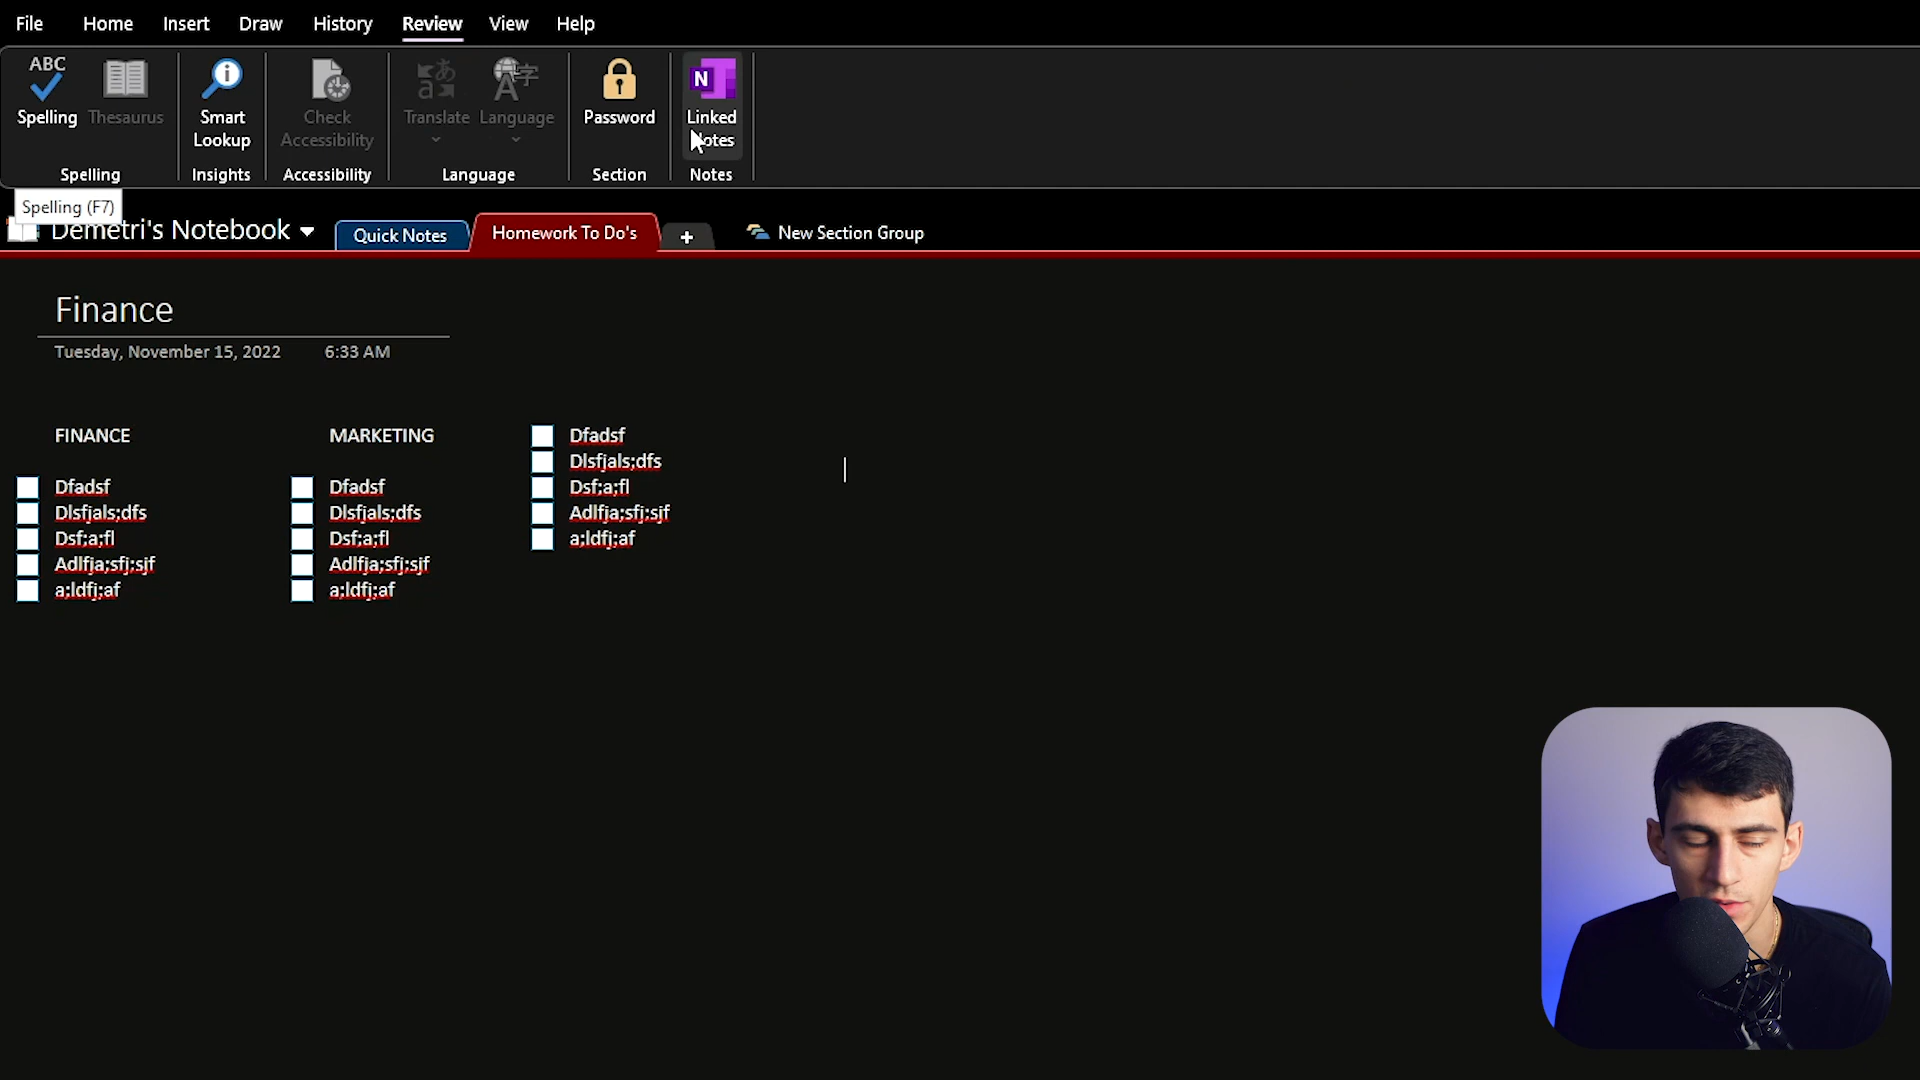 File Home Insert Draw History Review View Help
ABC
Spelling Thesaurus Smart Lookup Check Accessibility Translate Language Password Linked Notes
Spelling Insights Accessibility Language Section Notes
Spelling (F7)
Demetri's Notebook Quick Notes Homework To Do's + New Section Group
Finance
Tuesday, November 15, 2022 6:33 AM
FINANCE
Dfadsf
Dlsfjals;dfs
Dsf;a;fl
Adlfja;sfj;sjf
a;ldfj;af
MARKETING
Dfadsf
Dlsfjals;dfs
Dsf;a;fl
Adlfja;sfj;sjf
a;ldfj;af
Dfadsf
Dlsfjals;dfs
Dsf;a;fl
Adlfja;sfj;sjf
a;ldfj;af